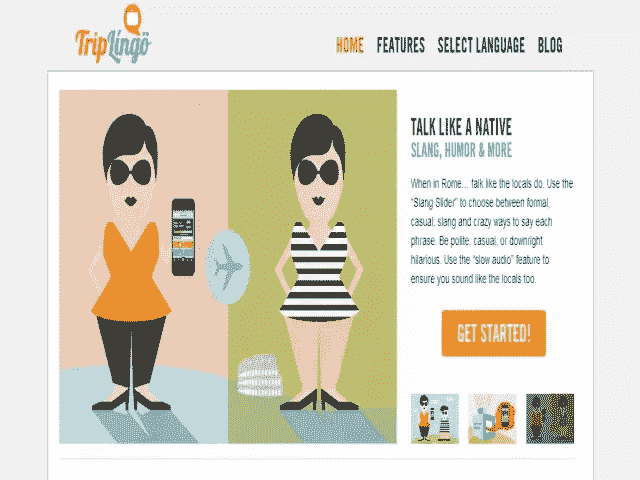 TripLingo
HOME FEATURES SELECT LANGUAGE BLOG
TALK LIKE A NATIVE
SLANG, HUMOR & MORE
When in Rome... talk like the locals do. Use the
"Slang Slider" to choose between formal,
casual, slang and crazy ways to say each
phrase. Be polite, casual, or downright
hilarious. Use the "slow audio" feature to
ensure you sound like the locals too.
GET STARTED!